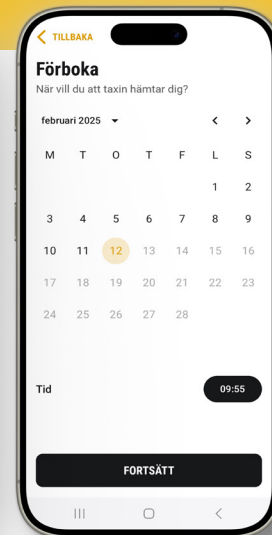 TILLBAKA
Förboka
När vill du att taxin hämtar dig?
februari 2025
M T O T F L S
1 2
3 4 5 6 7 8 9
10 11 12 13 14 15 16
17 18 19 20 21 22 23
24 25 26 27 28
Tid 09:55
FORTSÄTT